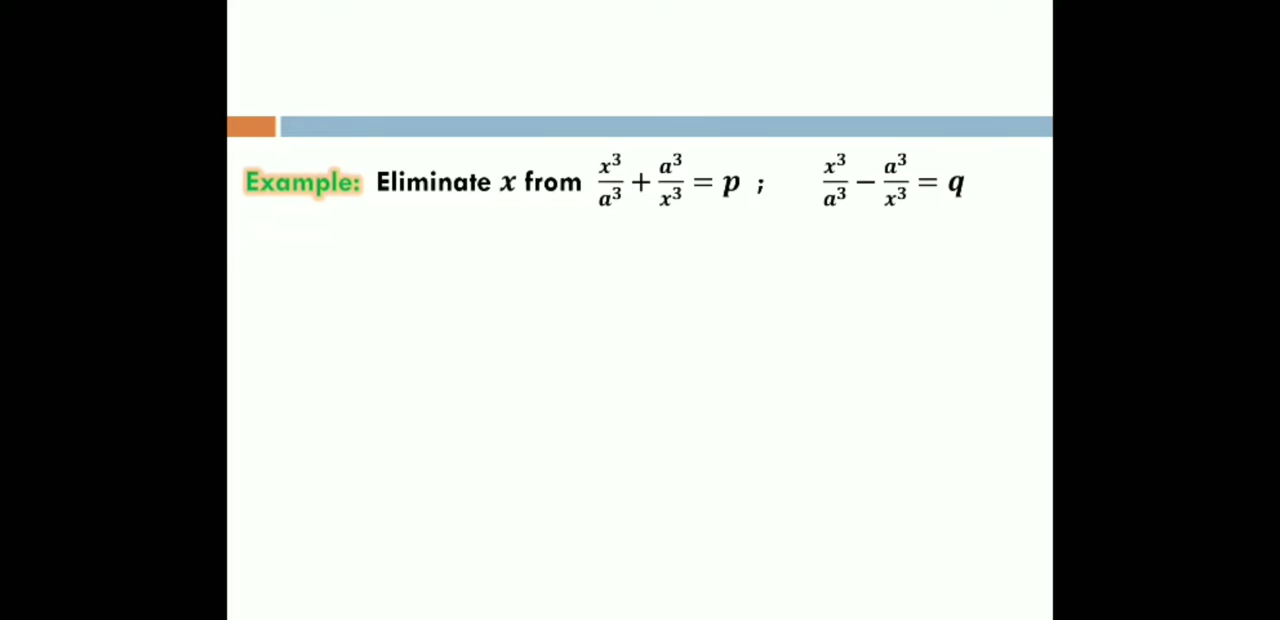 Example: Eliminate x from x³/a³ + a³/x³ = p ; x³/a³ − a³/x³ = q